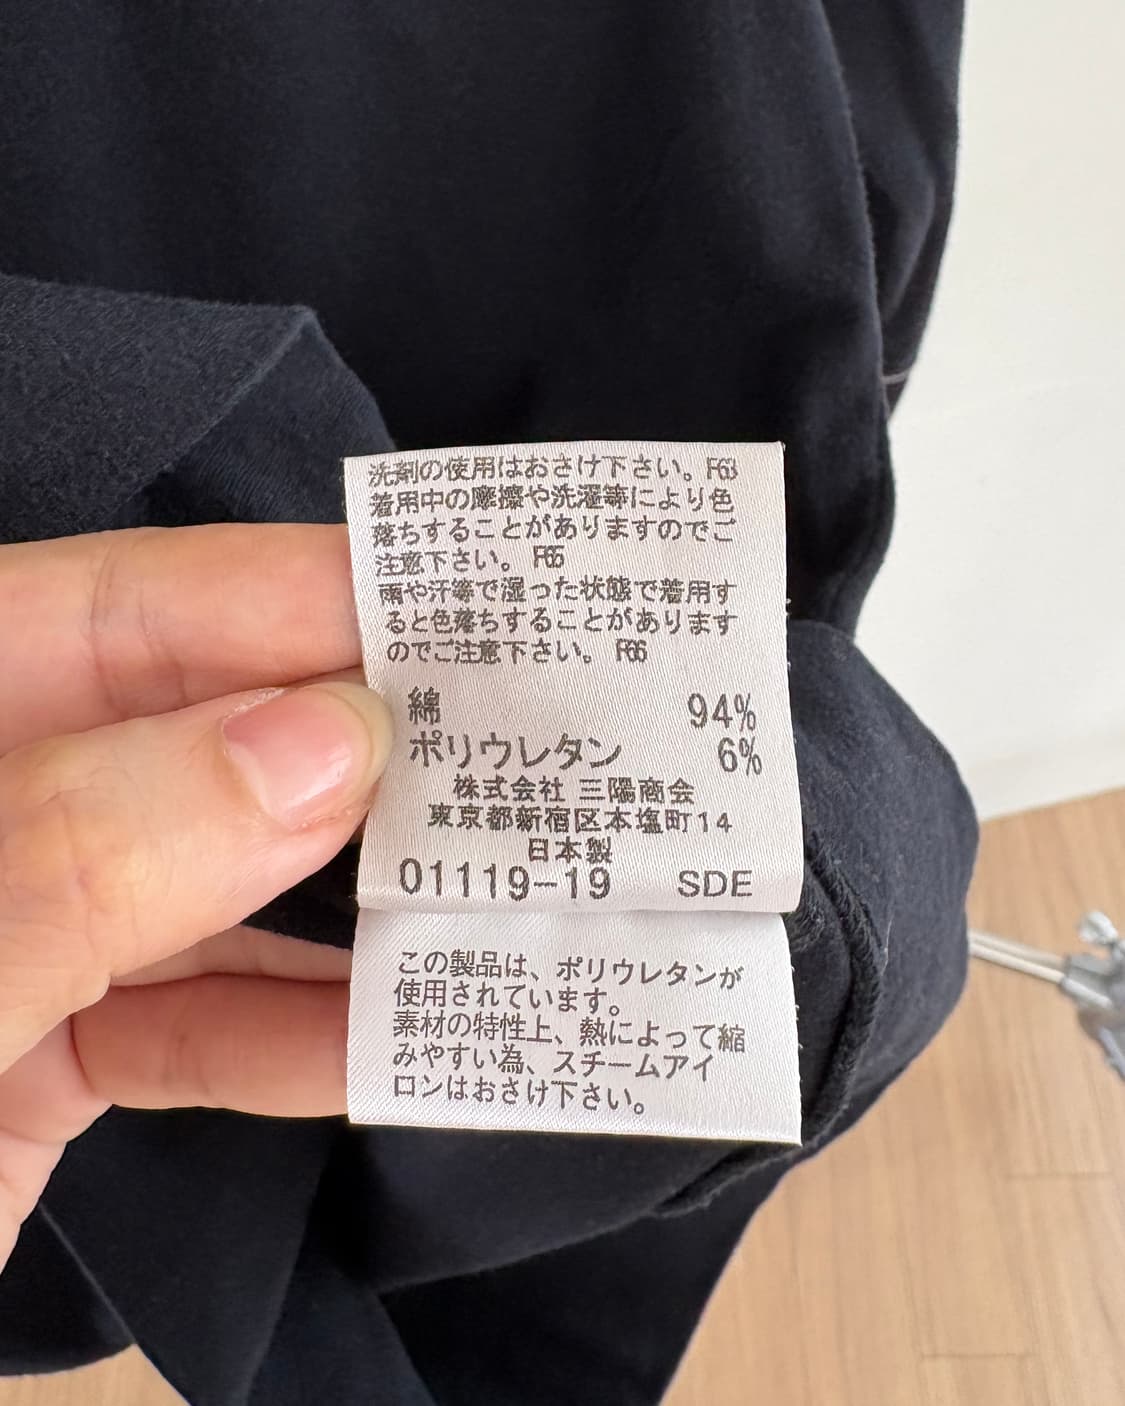 洗剤の使用はおさけ下さい。F63
着用中の摩擦や洗濯等により色
落ちすることがありますのでご
注意下さい。 F65
雨や汗等で湿った状態で着用す
ると色落ちすることがあります
のでご注意下さい。 F66
綿 94%
ポリウレタン 6%
株式会社 三陽商会
東京都新宿区本塩町14
日本製
01119-19 SDE
この製品は、ポリウレタンが
使用されています。
素材の特性上、熱によって縮
みやすい為、スチームアイ
ロンはおさけ下さい。